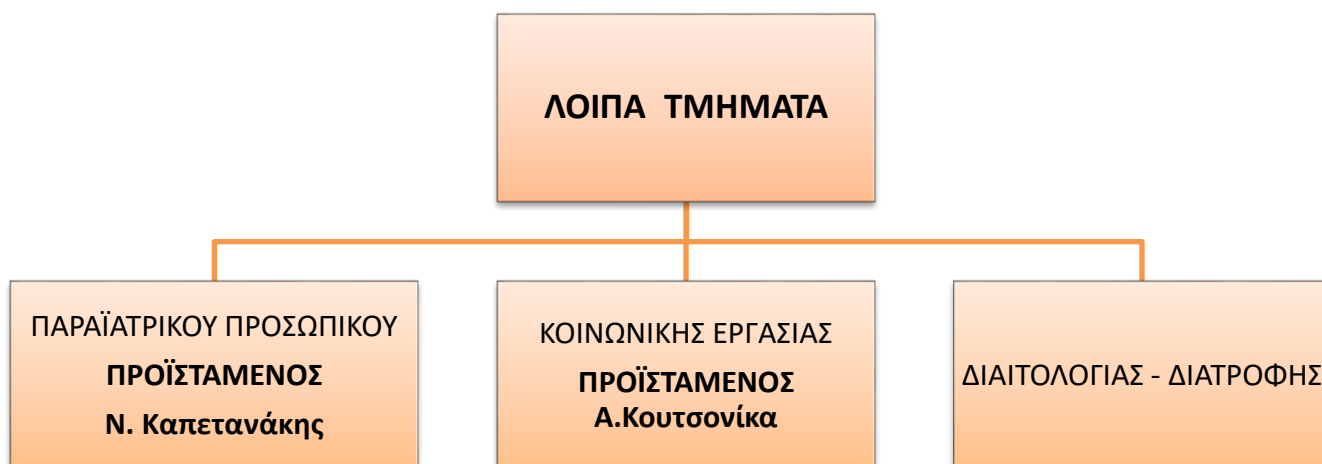 ΛΟΙΠΑ ΤΜΗΜΑΤΑ
ΠΑΡΑΪΑΤΡΙΚΟΥ ΠΡΟΣΩΠΙΚΟΥ
ΠΡΟΪΣΤΑΜΕΝΟΣ
Ν. Καπετανάκης
ΚΟΙΝΩΝΙΚΗΣ ΕΡΓΑΣΙΑΣ
ΠΡΟΪΣΤΑΜΕΝΟΣ
Α.Κουτσονίκα
ΔΙΑΙΤΟΛΟΓΙΑΣ - ΔΙΑΤΡΟΦΗΣ